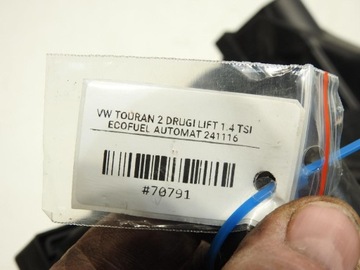 VW TOURAN 2 DRUGI LIFT 1.4 TSI
ECOFUEL AUTOMAT 241116
#70791